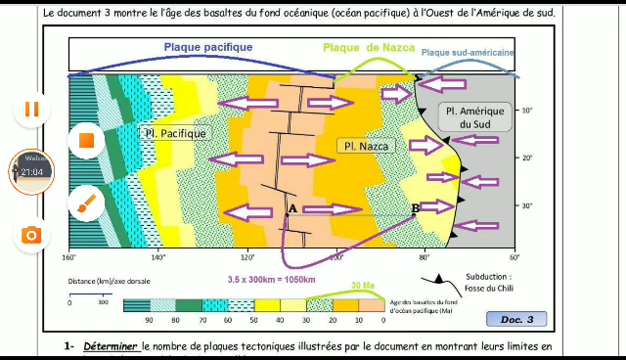 Le document 3 montre le l'âge des basaltes du fond océanique (océan pacifique) à l'Ouest de l'Amérique de sud.
Plaque pacifique
Plaque de Nazca
Plaque sud-américaine
Pl. Amérique
du Sud
10°
Pl. Pacifique
Pl. Nazca
20°
Welcom
21:04
A
B
30°
160°
140°
120°
100°
80°
60°
Distance (km)/axe dorsale
0
300
3.5 x 300km = 1050km
30 Ma
Subduction :
Fosse du Chili
Age des basaltes du fond
d'océan pacifique (Ma)
90 80 70 60 50 40 30 20 10 0
Doc. 3
1- Déterminer le nombre de plaques tectoniques illustrées par le document en montrant leurs limites en